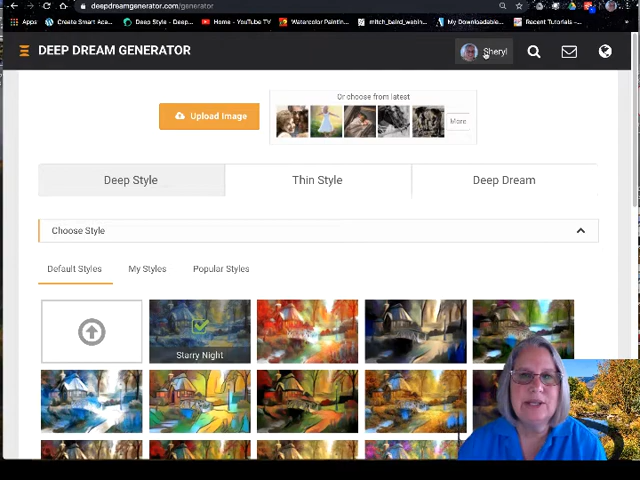 deepdreamgenerator.com/generator
Apps
Create Smart Acad...
Deep Style - Deep...
Home - YouTube TV
'Watercolor Paintin...
mitch_baird_webin...
My Downloadable...
Recent Tutorials -...
DEEP DREAM GENERATOR
Sheryl
Upload Image
Or choose from latest
More
Deep Style
Thin Style
Deep Dream
Choose Style
Default Styles
My Styles
Popular Styles
Starry Night